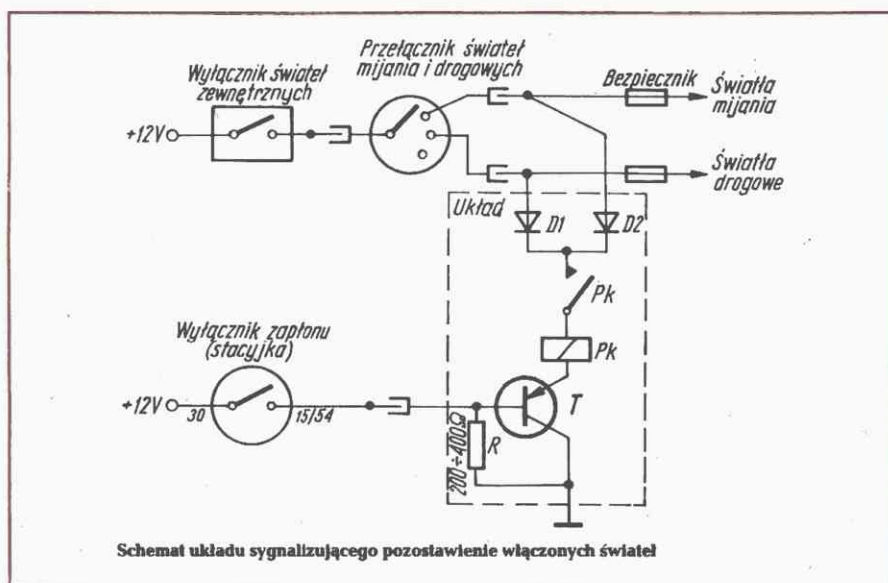 Przełącznik świateł
mijania i drogowych
Wyłącznik świateł
zewnętrznych
Bezpiecznik
Światła
mijania
+12V
Światła
drogowe
Układ
D1
D2
Pk
Pk
Wyłącznik zapłonu
(stacyjka)
+12V
30
15/54
T
R
200÷400Ω
Schemat układu sygnalizującego pozostawienie włączonych świateł